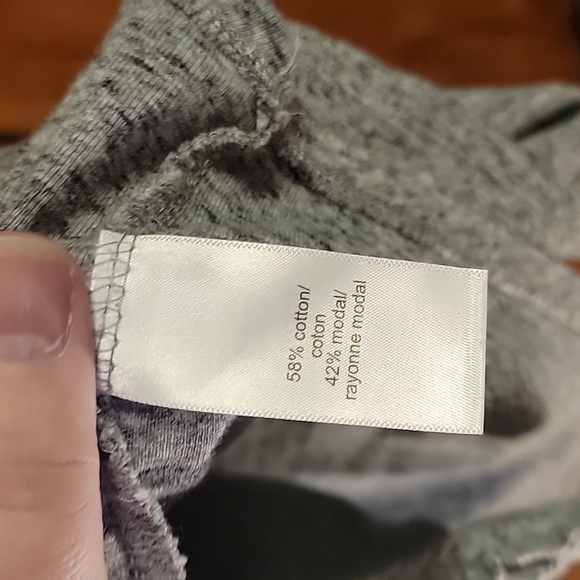 58% cotton/
coton
42% modal/
rayonne modal